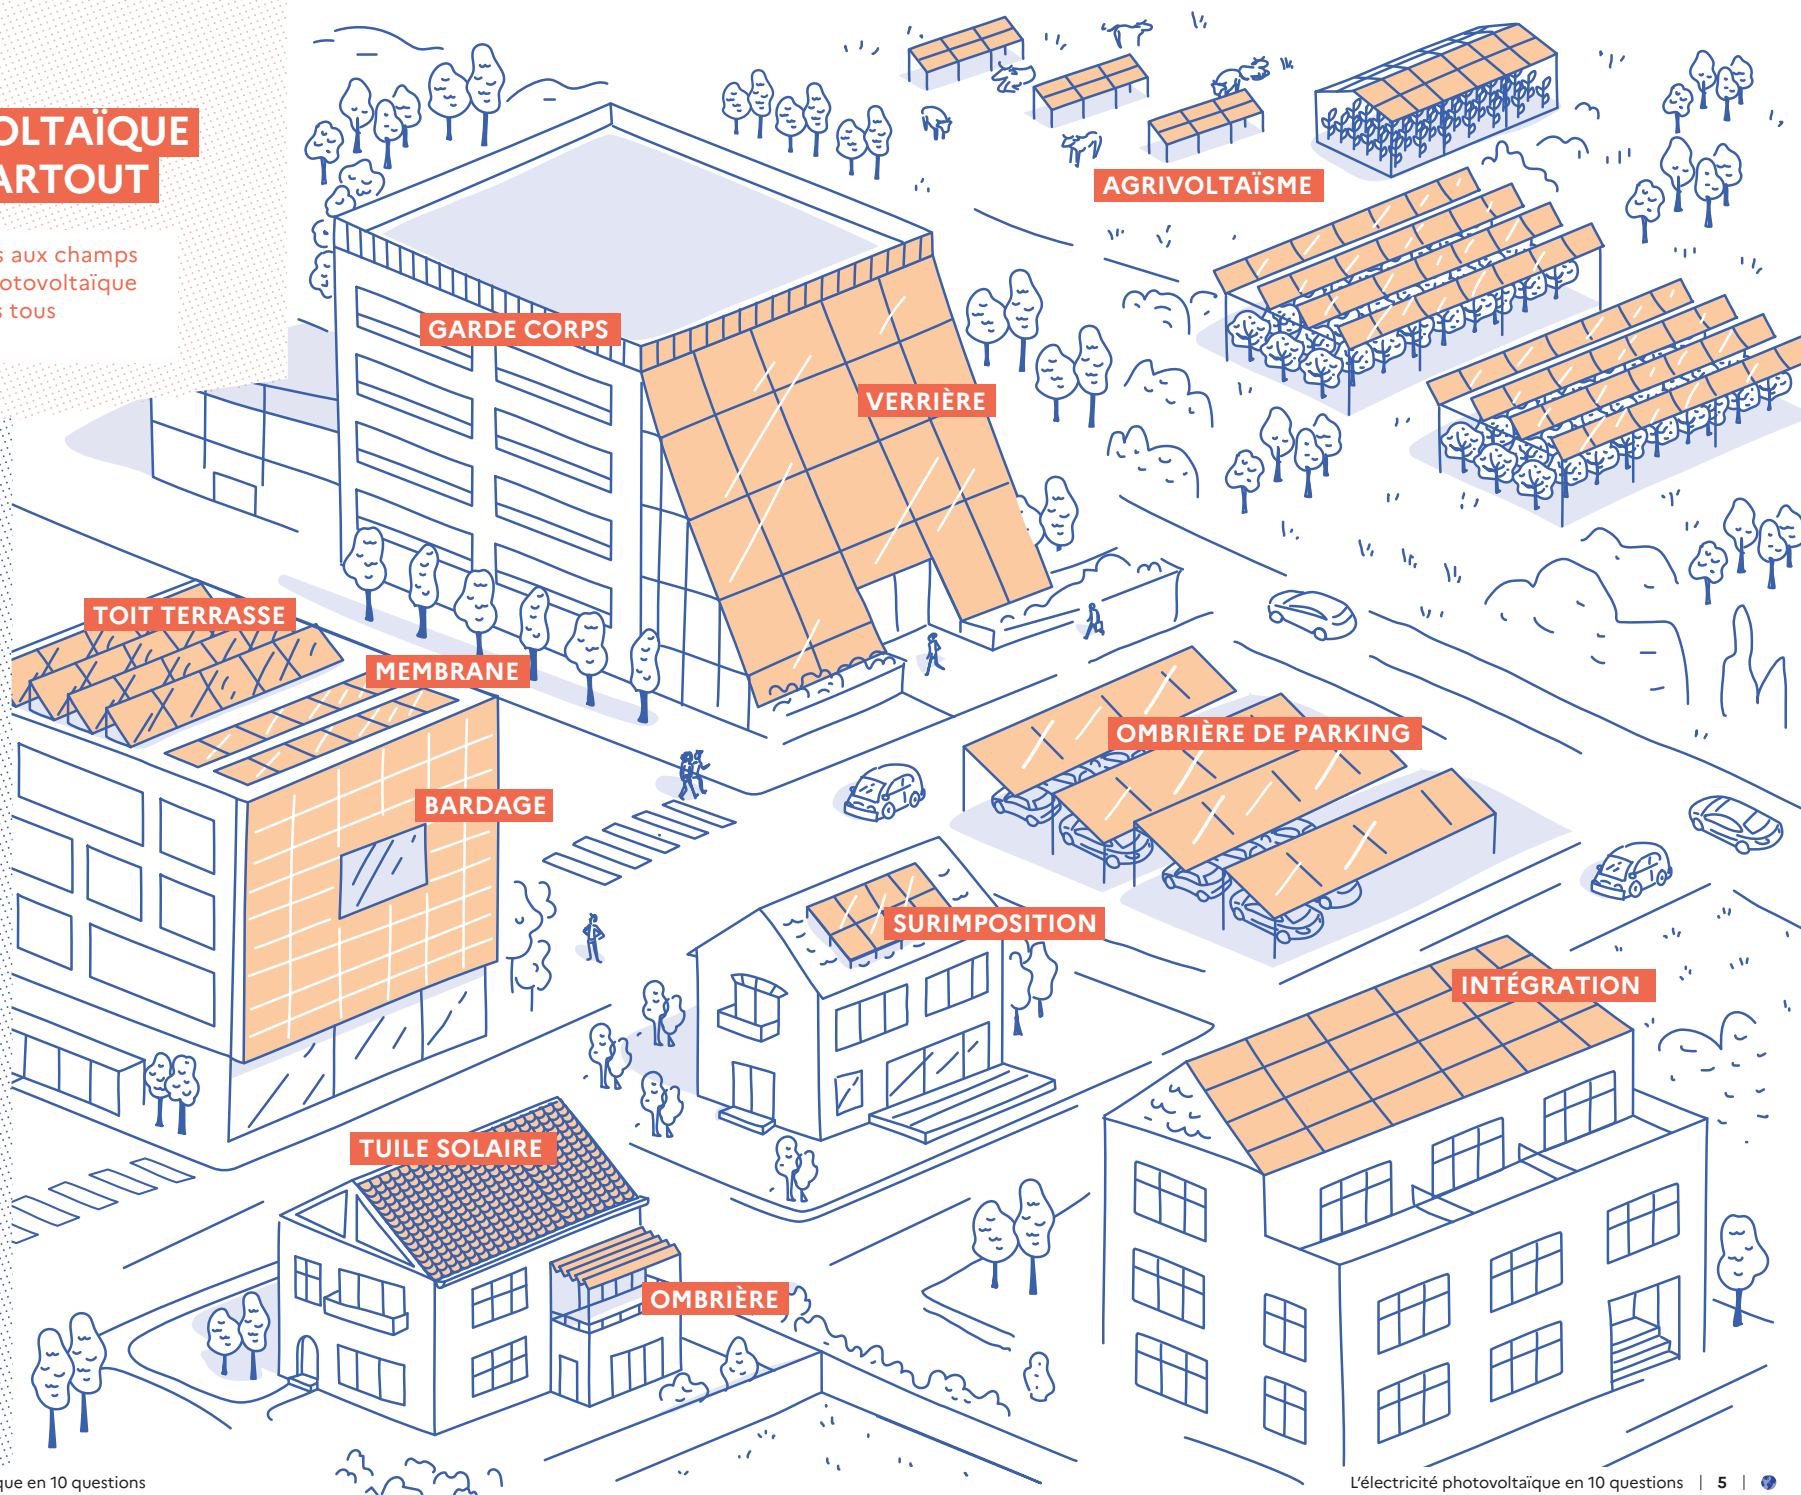 OLTAÏQUE
ARTOUT
s aux champs
otovoltaïque
s tous
AGRIVOLTAÏSME
GARDE CORPS
VERRIÈRE
TOIT TERRASSE
MEMBRANE
OMBRIÈRE DE PARKING
BARDAGE
SURIMPOSITION
INTÉGRATION
TUILE SOLAIRE
OMBRIÈRE
que en 10 questions
L'électricité photovoltaïque en 10 questions | 5 |